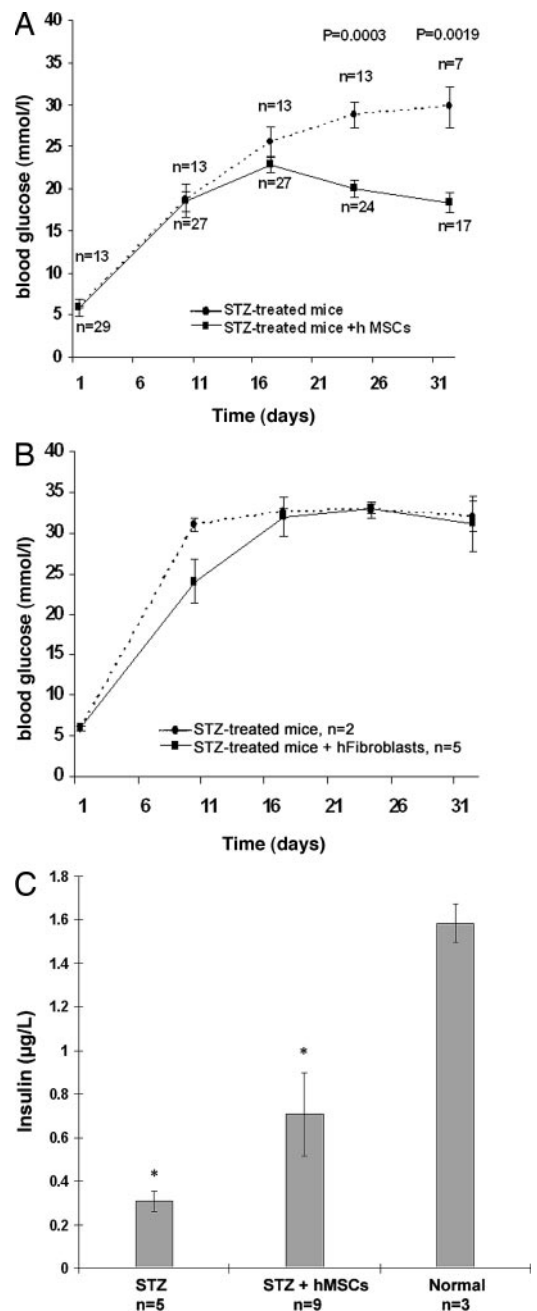 A
P=0.0003 P=0.0019
n=7
n=13
n=13
n=13
n=13
n=27
n=27
n=24
n=17
n=29
40
35
30
25
20
15
10
5
0
blood glucose (mmol/l)
STZ-treated mice
STZ-treated mice +h MSCs
1 6 11 16 21 26 31
Time (days)
B
40
35
30
25
20
15
10
5
0
blood glucose (mmol/l)
STZ-treated mice, n=2
STZ-treated mice + hFibroblasts, n=5
1 6 11 16 21 26 31
Time (days)
C
1.8
1.6
1.4
1.2
1
0.8
0.6
0.4
0.2
0
Insulin (µg/L)
*
*
STZ STZ + hMSCs Normal
n=5 n=9 n=3